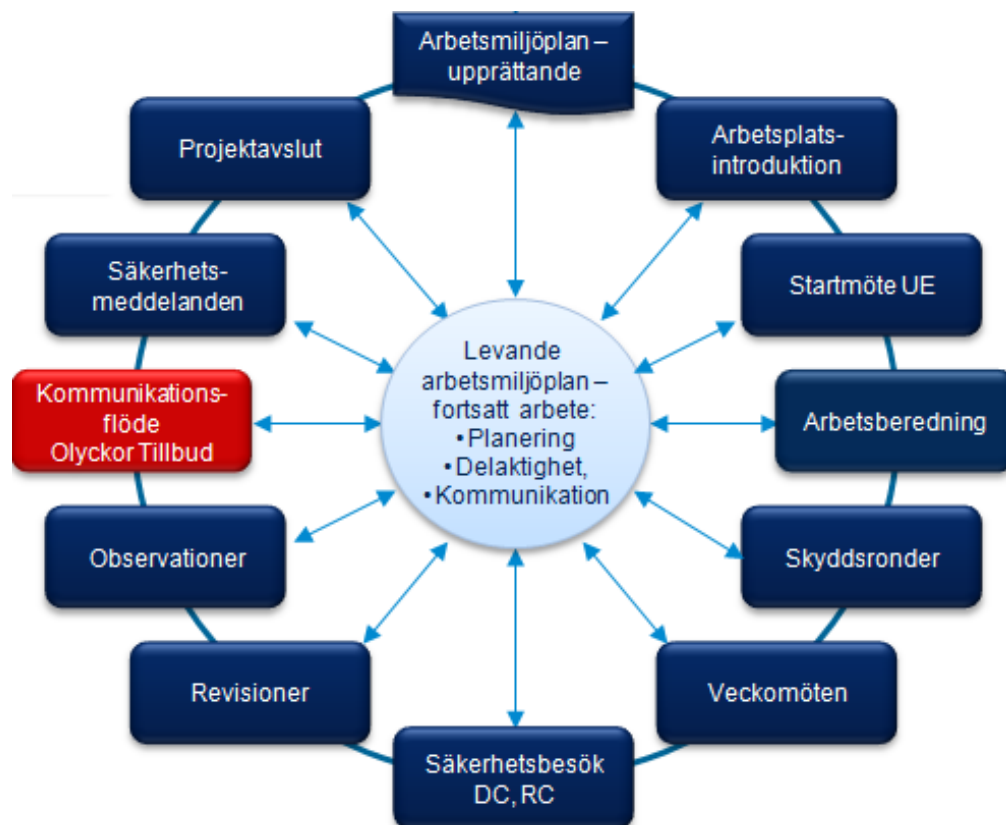 Arbetsmiljöplan –
upprättande
Arbetsplats-
introduktion
Startmöte UE
Arbetsberedning
Skyddsronder
Veckomöten
Säkerhetsbesök
DC, RC
Revisioner
Observationer
Kommunikations-
flöde
Olyckor Tillbud
Säkerhets-
meddelanden
Projektavslut
Levande
arbetsmiljöplan –
fortsatt arbete:
•Planering
•Delaktighet,
•Kommunikation